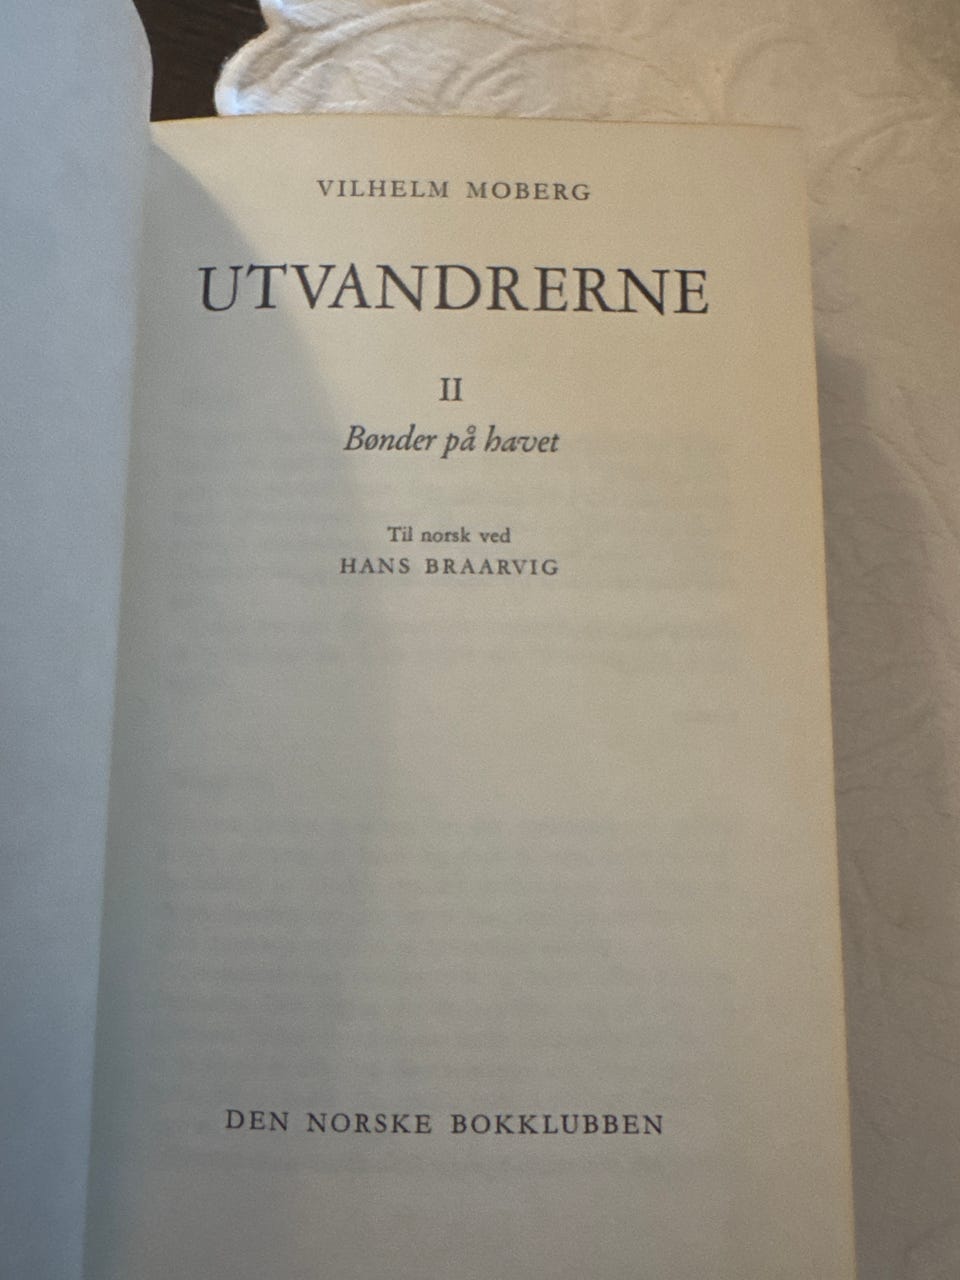 VILHELM MOBERG
UTVANDRERNE
II
Bønder på havet
Til norsk ved
HANS BRAARVIG
DEN NORSKE BOKKLUBBEN